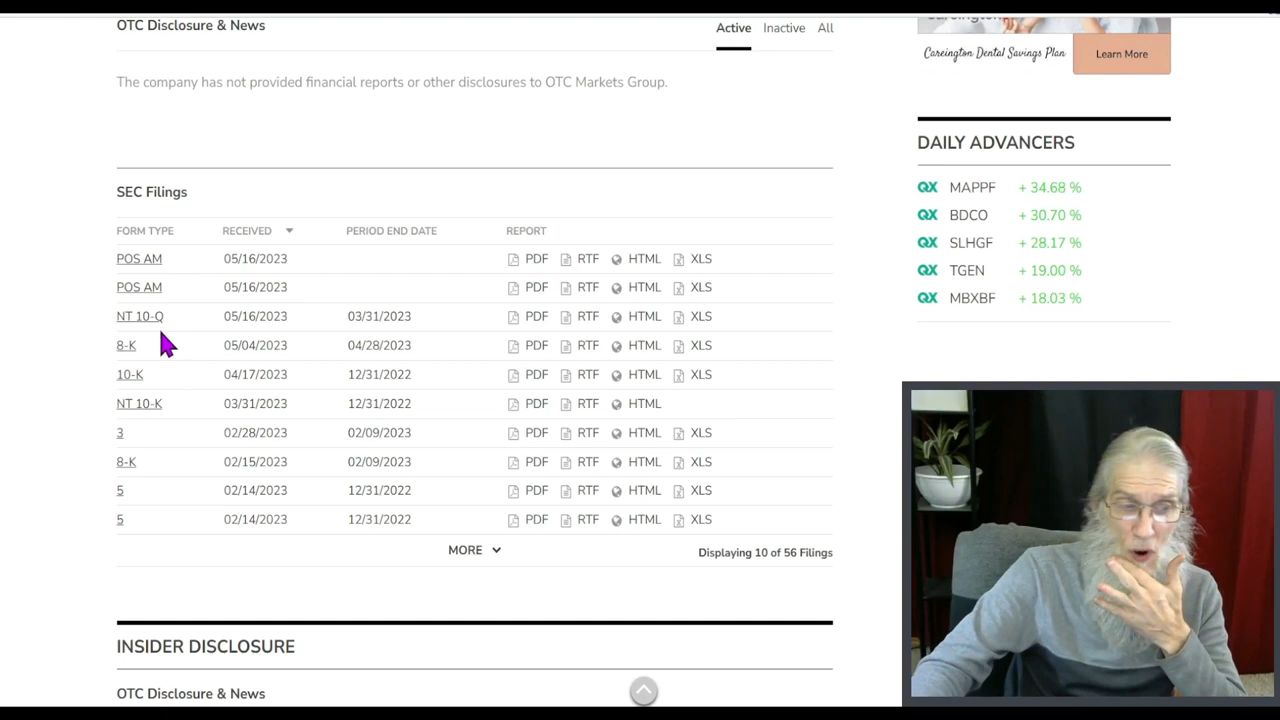 OTC Disclosure & News
Active Inactive All
The company has not provided financial reports or other disclosures to OTC Markets Group.
SEC Filings
FORM TYPE RECEIVED PERIOD END DATE REPORT
POS AM 05/16/2023 PDF RTF HTML XLS
POS AM 05/16/2023 PDF RTF HTML XLS
NT 10-Q 05/16/2023 03/31/2023 PDF RTF HTML XLS
8-K 05/04/2023 04/28/2023 PDF RTF HTML XLS
10-K 04/17/2023 12/31/2022 PDF RTF HTML XLS
NT 10-K 03/31/2023 12/31/2022 PDF RTF HTML
3 02/28/2023 02/09/2023 PDF RTF HTML XLS
8-K 02/15/2023 02/09/2023 PDF RTF HTML XLS
5 02/14/2023 12/31/2022 PDF RTF HTML XLS
5 02/14/2023 12/31/2022 PDF RTF HTML XLS
MORE
Displaying 10 of 56 Filings
INSIDER DISCLOSURE
OTC Disclosure & News
Careington Dental Savings Plan
Learn More
DAILY ADVANCERS
QX MAPPF + 34.68 %
QX BDCO + 30.70 %
QX SLHGF + 28.17 %
QX TGEN + 19.00 %
QX MBXBF + 18.03 %